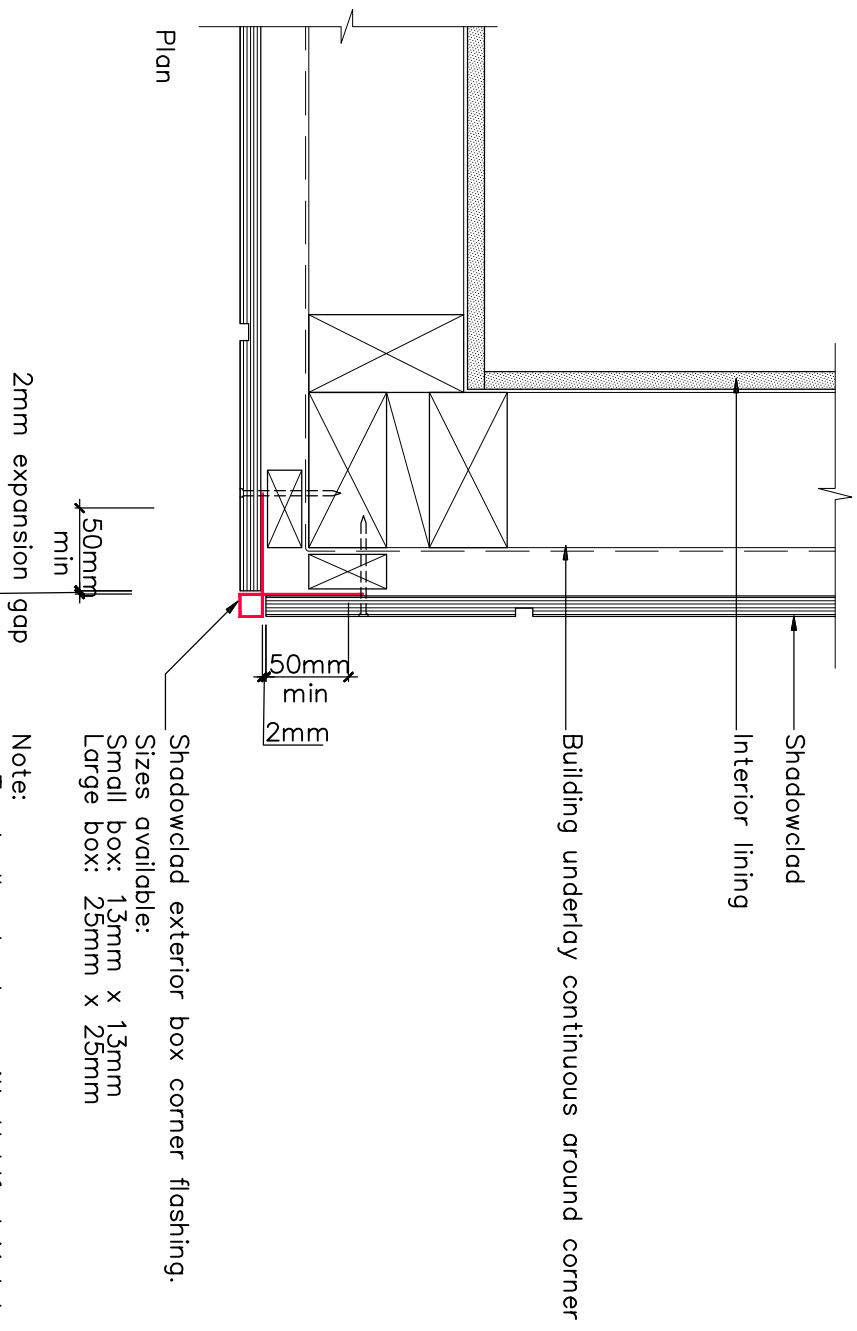 Shadowclad
Interior lining
Building underlay continuous around corner
50mm
min
2mm
Shadowclad exterior box corner flashing.
Sizes available:
Small box: 13mm x 13mm
Large box: 25mm x 25mm
Plan
50mm
min
2mm expansion gap
Note: